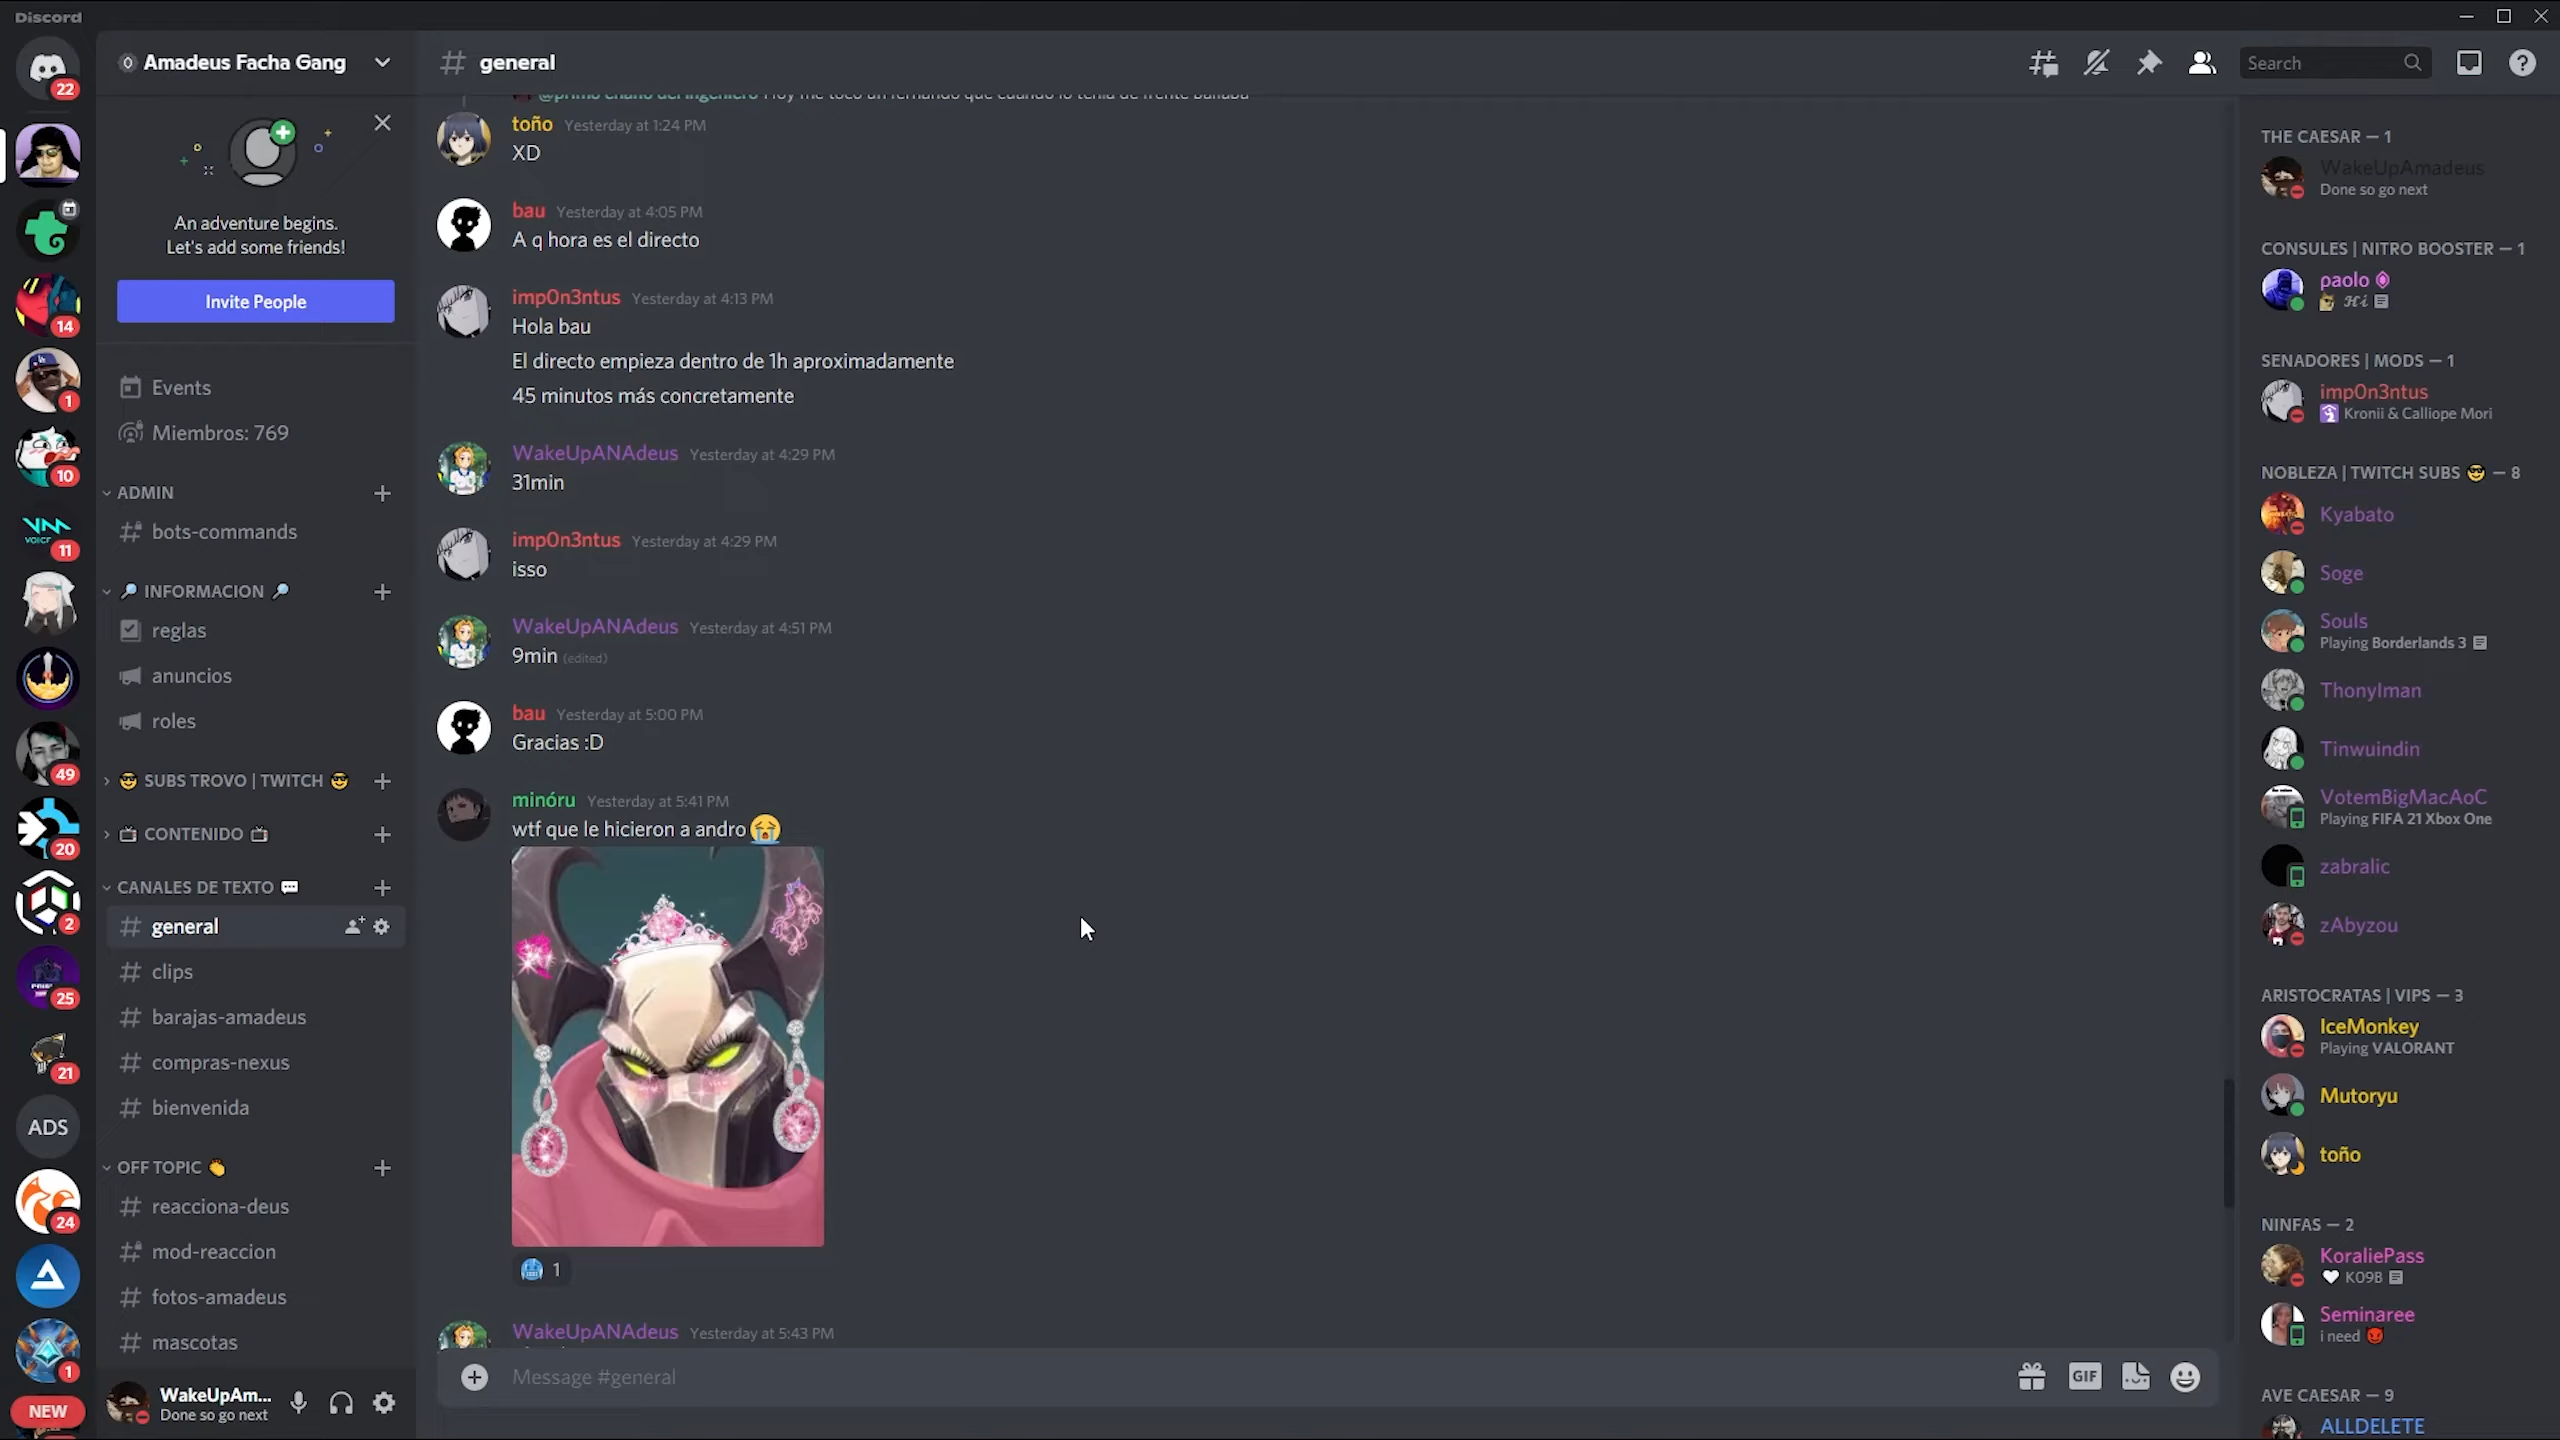 Discord
Amadeus Facha Gang
general
Search
22
14
1
10
VM
VOICE
11
49
20
2
25
21
ADS
24
1
NEW
An adventure begins.
Let's add some friends!
Invite People
Events
Miembros: 769
ADMIN
bots-commands
🔎 INFORMACION 🔎
reglas
anuncios
roles
😎 SUBS TROVO | TWITCH 😎
📺 CONTENIDO 📺
CANALES DE TEXTO 💬
general
clips
barajas-amadeus
compras-nexus
bienvenida
OFF TOPIC 👏
reacciona-deus
mod-reaccion
fotos-amadeus
mascotas
WakeUpAm...
Done so go next
toño Yesterday at 1:24 PM
XD
bau Yesterday at 4:05 PM
A q hora es el directo
imp0n3ntus Yesterday at 4:13 PM
Hola bau
El directo empieza dentro de 1h aproximadamente
45 minutos más concretamente
WakeUpANAdeus Yesterday at 4:29 PM
31min
imp0n3ntus Yesterday at 4:29 PM
isso
WakeUpANAdeus Yesterday at 4:51 PM
9min (edited)
bau Yesterday at 5:00 PM
Gracias :D
minóru Yesterday at 5:41 PM
wtf que le hicieron a andro 😭
🥶 1
WakeUpANAdeus Yesterday at 5:43 PM
Message #general
GIF
THE CAESAR — 1
WakeUpAmadeus
Done so go next
CONSULES | NITRO BOOSTER — 1
paolo
𝓗𝓲
SENADORES | MODS — 1
imp0n3ntus
Kronii & Calliope Mori
NOBLEZA | TWITCH SUBS 😎 — 8
Kyabato
Soge
Souls
Playing Borderlands 3
ThonyIman
Tinwuindin
VotemBigMacAoC
Playing FIFA 21 Xbox One
zabralic
zAbyzou
ARISTOCRATAS | VIPS — 3
IceMonkey
Playing VALORANT
Mutoryu
toño
NINFAS — 2
KoraliePass
🤍 K09B
Seminaree
i need 😈
AVE CAESAR — 9
ALLDELETE